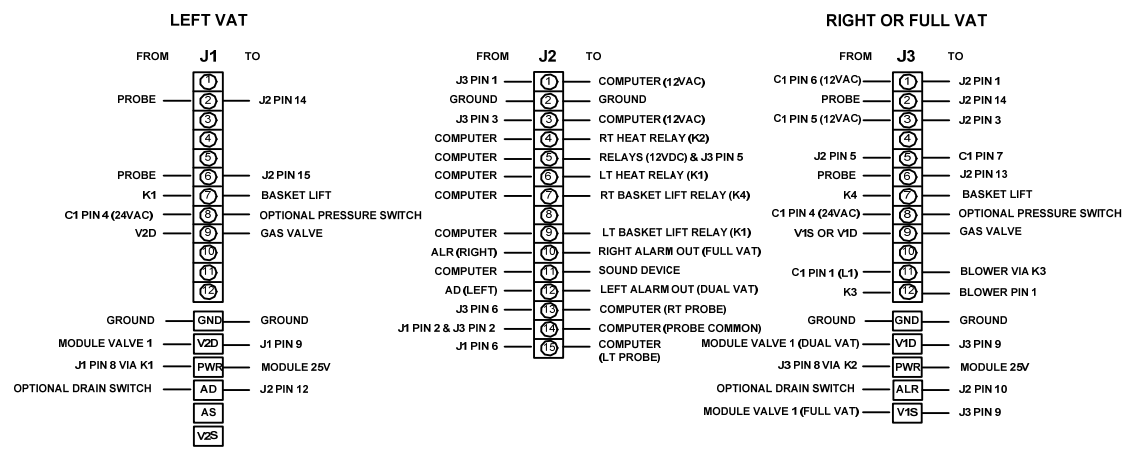 LEFT VAT
FROM J1 TO
1
PROBE 2 J2 PIN 14
3
4
5
PROBE 6 J2 PIN 15
K1 7 BASKET LIFT
C1 PIN 4 (24VAC) 8 OPTIONAL PRESSURE SWITCH
V2D 9 GAS VALVE
10
11
12
GROUND GND GROUND
MODULE VALVE 1 V2D J1 PIN 9
J1 PIN 8 VIA K1 PWR MODULE 25V
OPTIONAL DRAIN SWITCH AD J2 PIN 12
AS
V2S
FROM J2 TO
J3 PIN 1 1 COMPUTER (12VAC)
GROUND 2 GROUND
J3 PIN 3 3 COMPUTER (12VAC)
COMPUTER 4 RT HEAT RELAY (K2)
COMPUTER 5 RELAYS (12VDC) & J3 PIN 5
COMPUTER 6 LT HEAT RELAY (K1)
COMPUTER 7 RT BASKET LIFT RELAY (K4)
8
COMPUTER 9 LT BASKET LIFT RELAY (K1)
ALR (RIGHT) 10 RIGHT ALARM OUT (FULL VAT)
COMPUTER 11 SOUND DEVICE
AD (LEFT) 12 LEFT ALARM OUT (DUAL VAT)
J3 PIN 6 13 COMPUTER (RT PROBE)
J1 PIN 2 & J3 PIN 2 14 COMPUTER (PROBE COMMON)
J1 PIN 6 15 COMPUTER
(LT PROBE)
RIGHT OR FULL VAT
FROM J3 TO
C1 PIN 6 (12VAC) 1 J2 PIN 1
PROBE 2 J2 PIN 14
C1 PIN 5 (12VAC) 3 J2 PIN 3
4
J2 PIN 5 5 C1 PIN 7
PROBE 6 J2 PIN 13
K4 7 BASKET LIFT
C1 PIN 4 (24VAC) 8 OPTIONAL PRESSURE SWITCH
V1S OR V1D 9 GAS VALVE
10
C1 PIN 1 (L1) 11 BLOWER VIA K3
K3 12 BLOWER PIN 1
GROUND GND GROUND
MODULE VALVE 1 (DUAL VAT) V1D J3 PIN 9
J3 PIN 8 VIA K2 PWR MODULE 25V
OPTIONAL DRAIN SWITCH ALR J2 PIN 10
MODULE VALVE 1 (FULL VAT) V1S J3 PIN 9